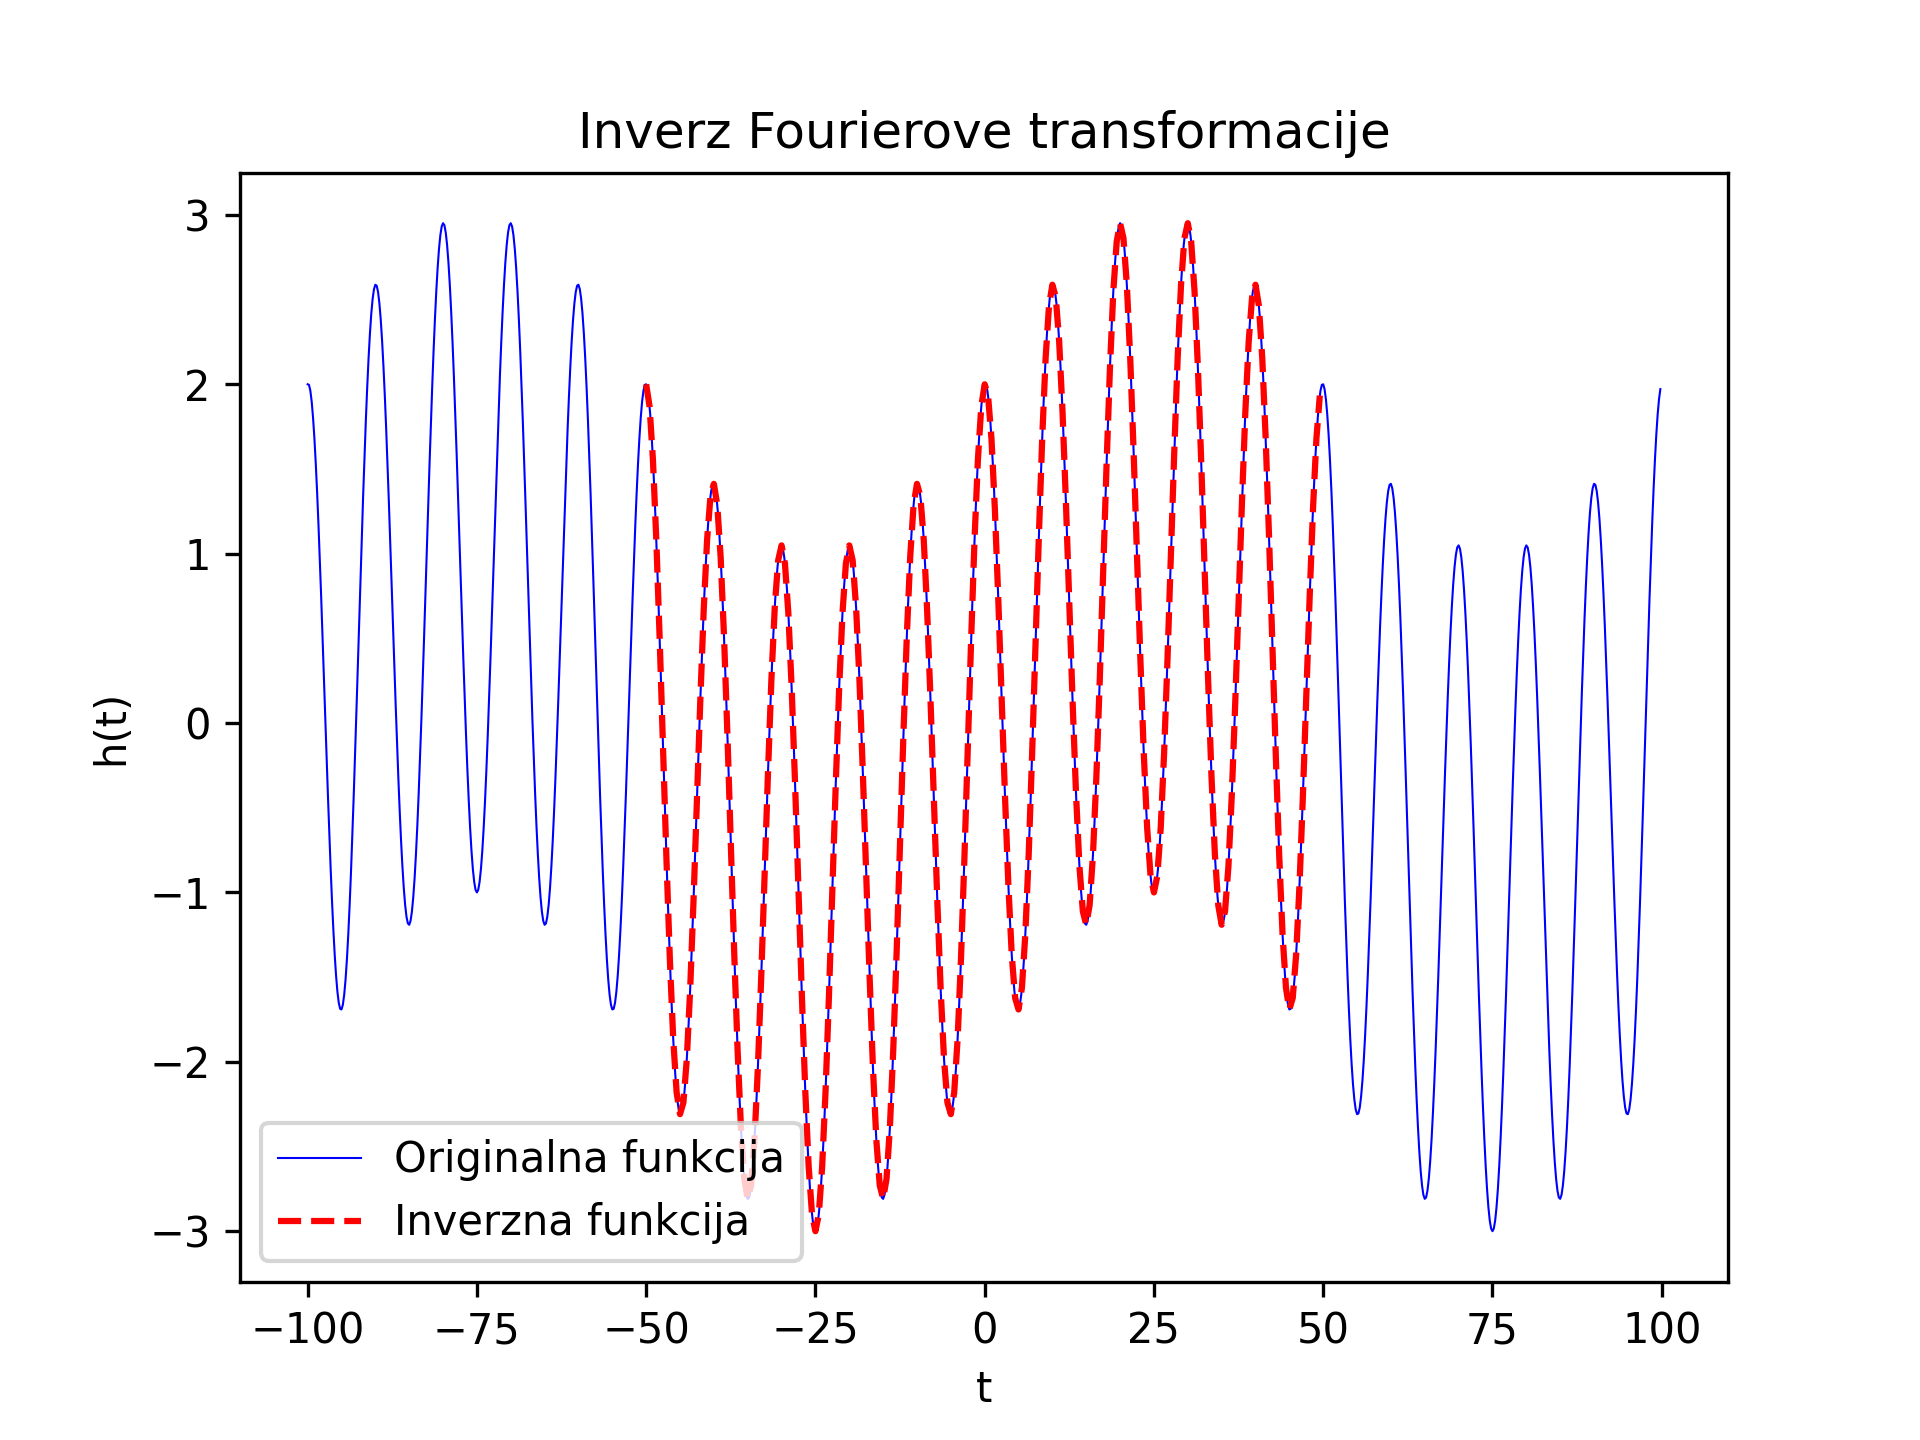 Inverz Fourierove transformacije
3
2
1
0
−1
−2
−3
h(t)
Originalna funkcija
Inverzna funkcija
−100 −75 −50 −25 0 25 50 75 100
t